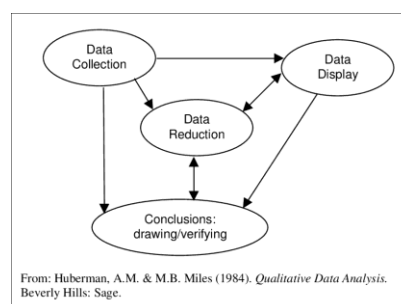 Data
Collection
Data
Display
Data
Reduction
Conclusions:
drawing/verifying
From: Huberman, A.M. & M.B. Miles (1984). Qualitative Data Analysis.
Beverly Hills: Sage.